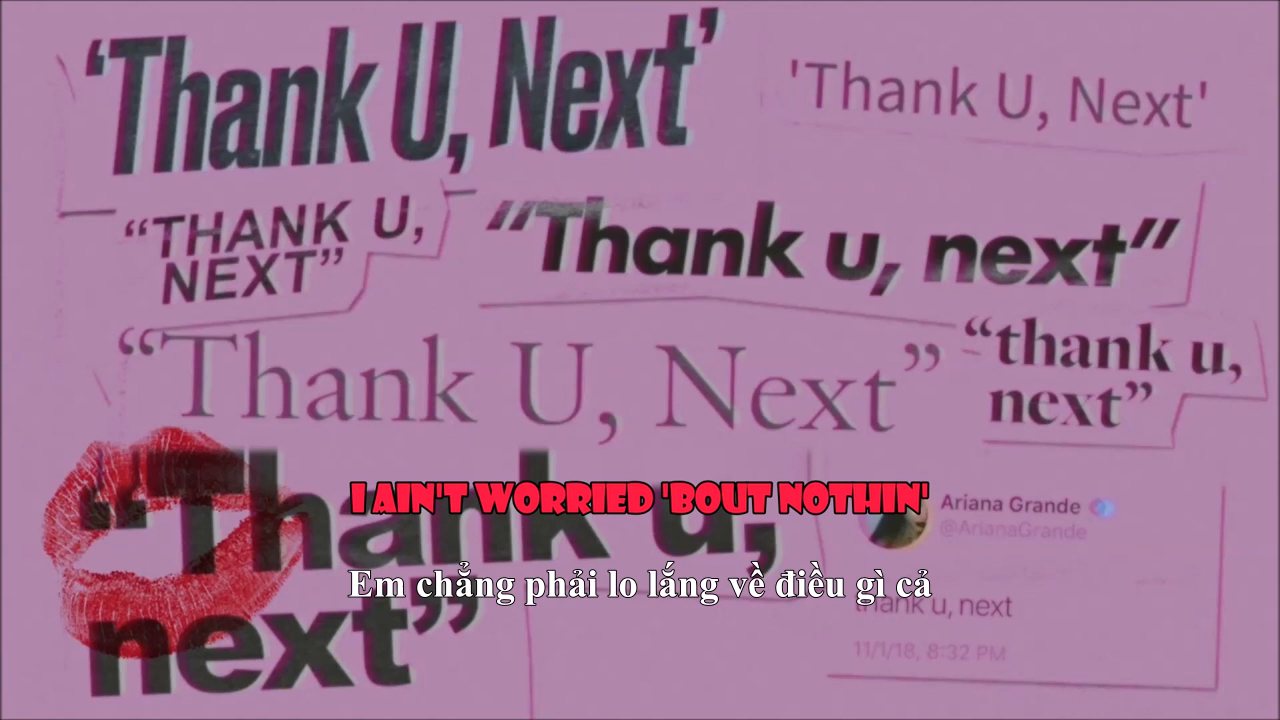 ‘Thank U, Next’
'Thank U, Next'
“THANK U,
NEXT”
“Thank u, next”
“Thank U, Next”
“thank u,
next”
“Thank u,
next”
I AIN'T WORRIED 'BOUT NOTHIN'
Em chẳng phải lo lắng về điều gì cả
Ariana Grande
@ArianaGrande
thank u, next
11/1/18, 8:32 PM